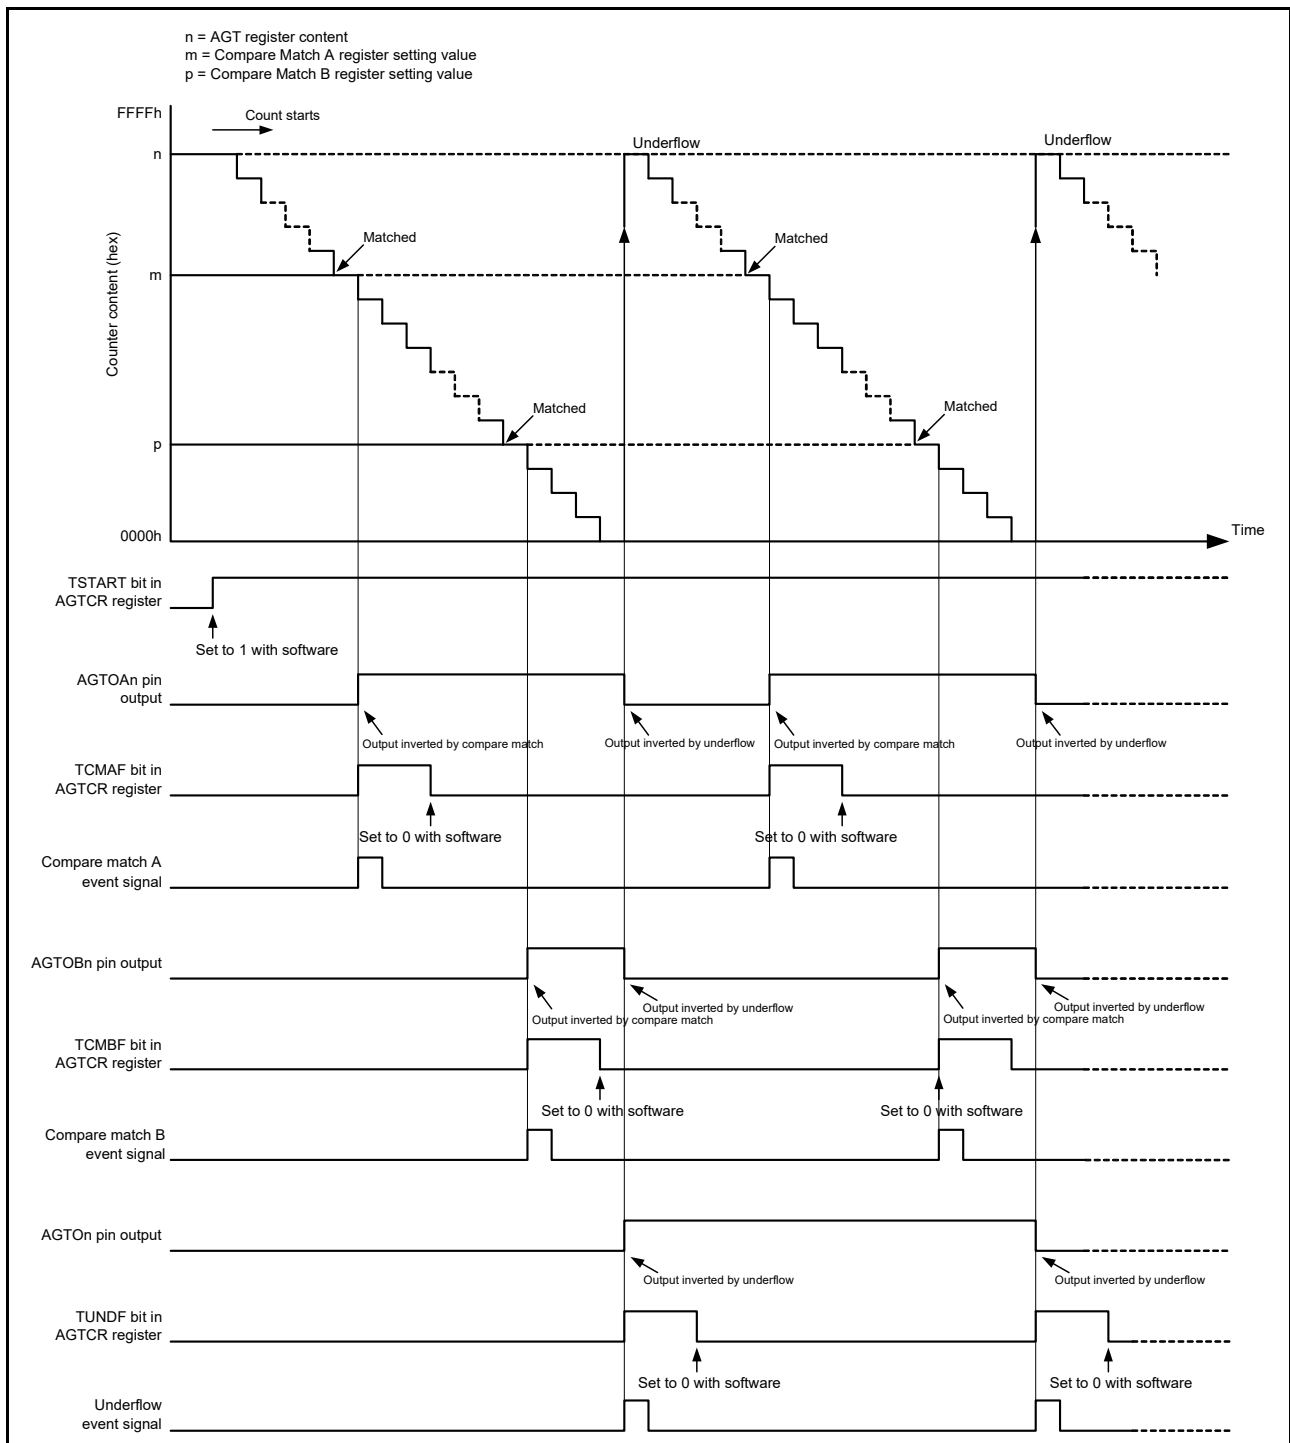 n = AGT register content
m = Compare Match A register setting value
p = Compare Match B register setting value
FFFFh
Count starts
Underflow
Underflow
n
Matched
Matched
m
Counter content (hex)
Matched
Matched
p
0000h
Time
TSTART bit in
AGTCR register
Set to 1 with software
AGTOAn pin
output
Output inverted by compare match
Output inverted by underflow
Output inverted by compare match
Output inverted by underflow
TCMAF bit in
AGTCR register
Set to 0 with software
Set to 0 with software
Compare match A
event signal
AGTOBn pin output
Output inverted by underflow
Output inverted by underflow
Output inverted by compare match
Output inverted by compare match
TCMBF bit in
AGTCR register
Set to 0 with software
Set to 0 with software
Compare match B
event signal
AGTOn pin output
Output inverted by underflow
Output inverted by underflow
TUNDF bit in
AGTCR register
Set to 0 with software
Set to 0 with software
Underflow
event signal